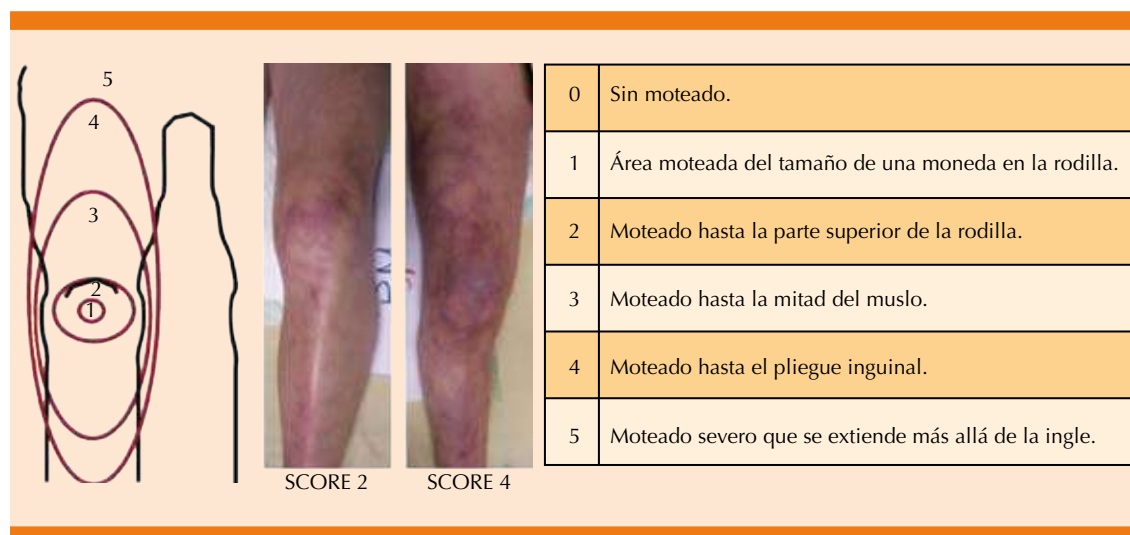 5
4
3
2
1
SCORE 2
SCORE 4
0 Sin moteado.
1 Área moteada del tamaño de una moneda en la rodilla.
2 Moteado hasta la parte superior de la rodilla.
3 Moteado hasta la mitad del muslo.
4 Moteado hasta el pliegue inguinal.
5 Moteado severo que se extiende más allá de la ingle.